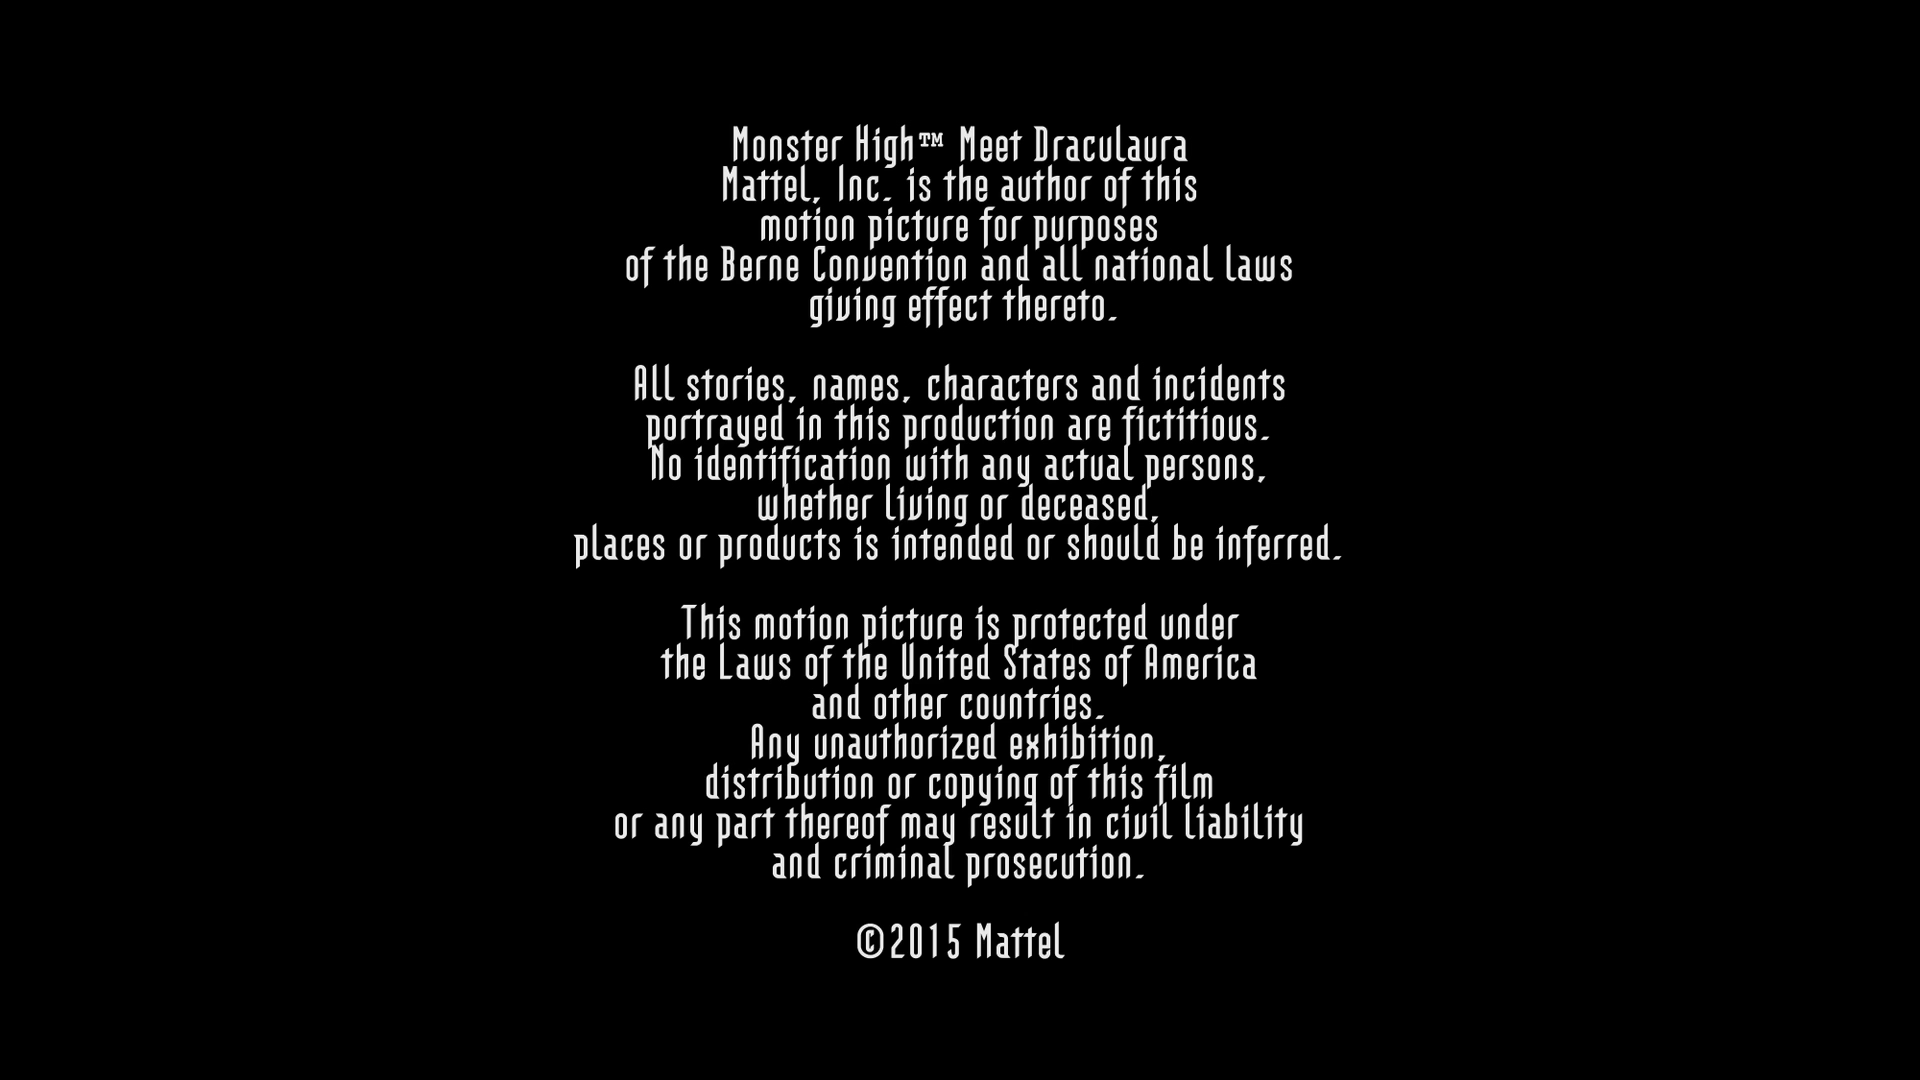 Monster High™ Meet Draculaura
Mattel, Inc. is the author of this
motion picture for purposes
of the Berne Convention and all national laws
giving effect thereto.
All stories, names, characters and incidents
portrayed in this production are fictitious.
No identification with any actual persons,
whether living or deceased,
places or products is intended or should be inferred.
This motion picture is protected under
the Laws of the United States of America
and other countries.
Any unauthorized exhibition,
distribution or copying of this film
or any part thereof may result in civil liability
and criminal prosecution.
©2015 Mattel